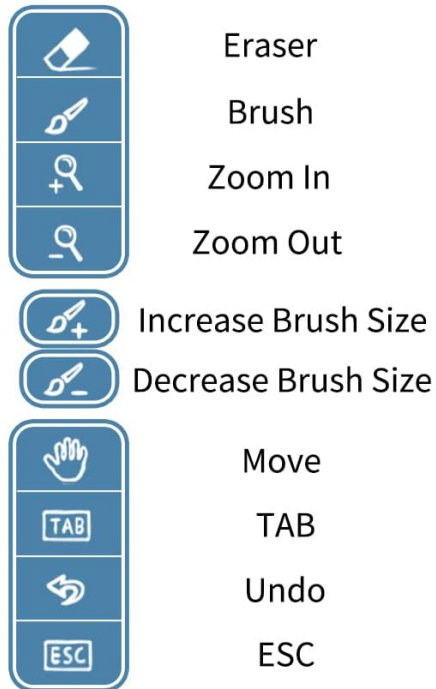 Eraser
Brush
Zoom In
Zoom Out
Increase Brush Size
Decrease Brush Size
Move
TAB TAB
Undo
ESC ESC